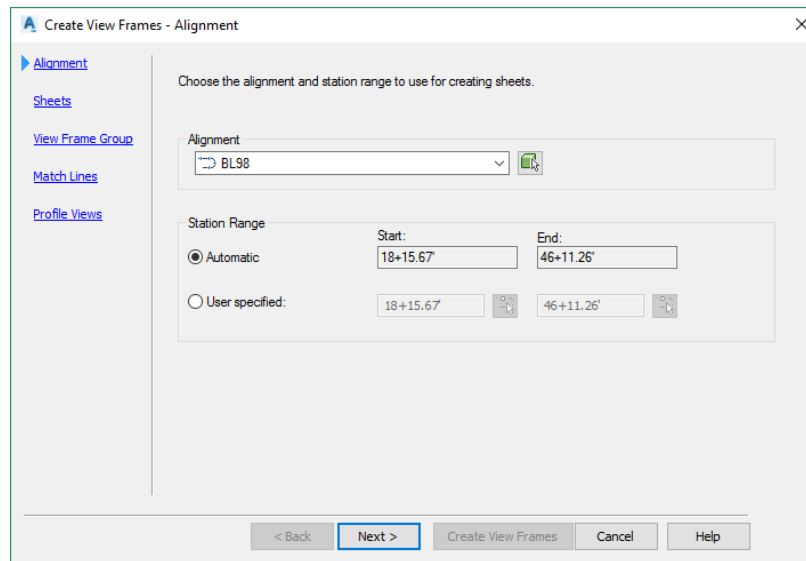 Create View Frames - Alignment
Alignment
Sheets
View Frame Group
Match Lines
Profile Views
Choose the alignment and station range to use for creating sheets.
Alignment
BL98
Station Range
Start: End:
Automatic 18+15.67' 46+11.26'
User specified: 18+15.67' 46+11.26'
< Back Next > Create View Frames Cancel Help